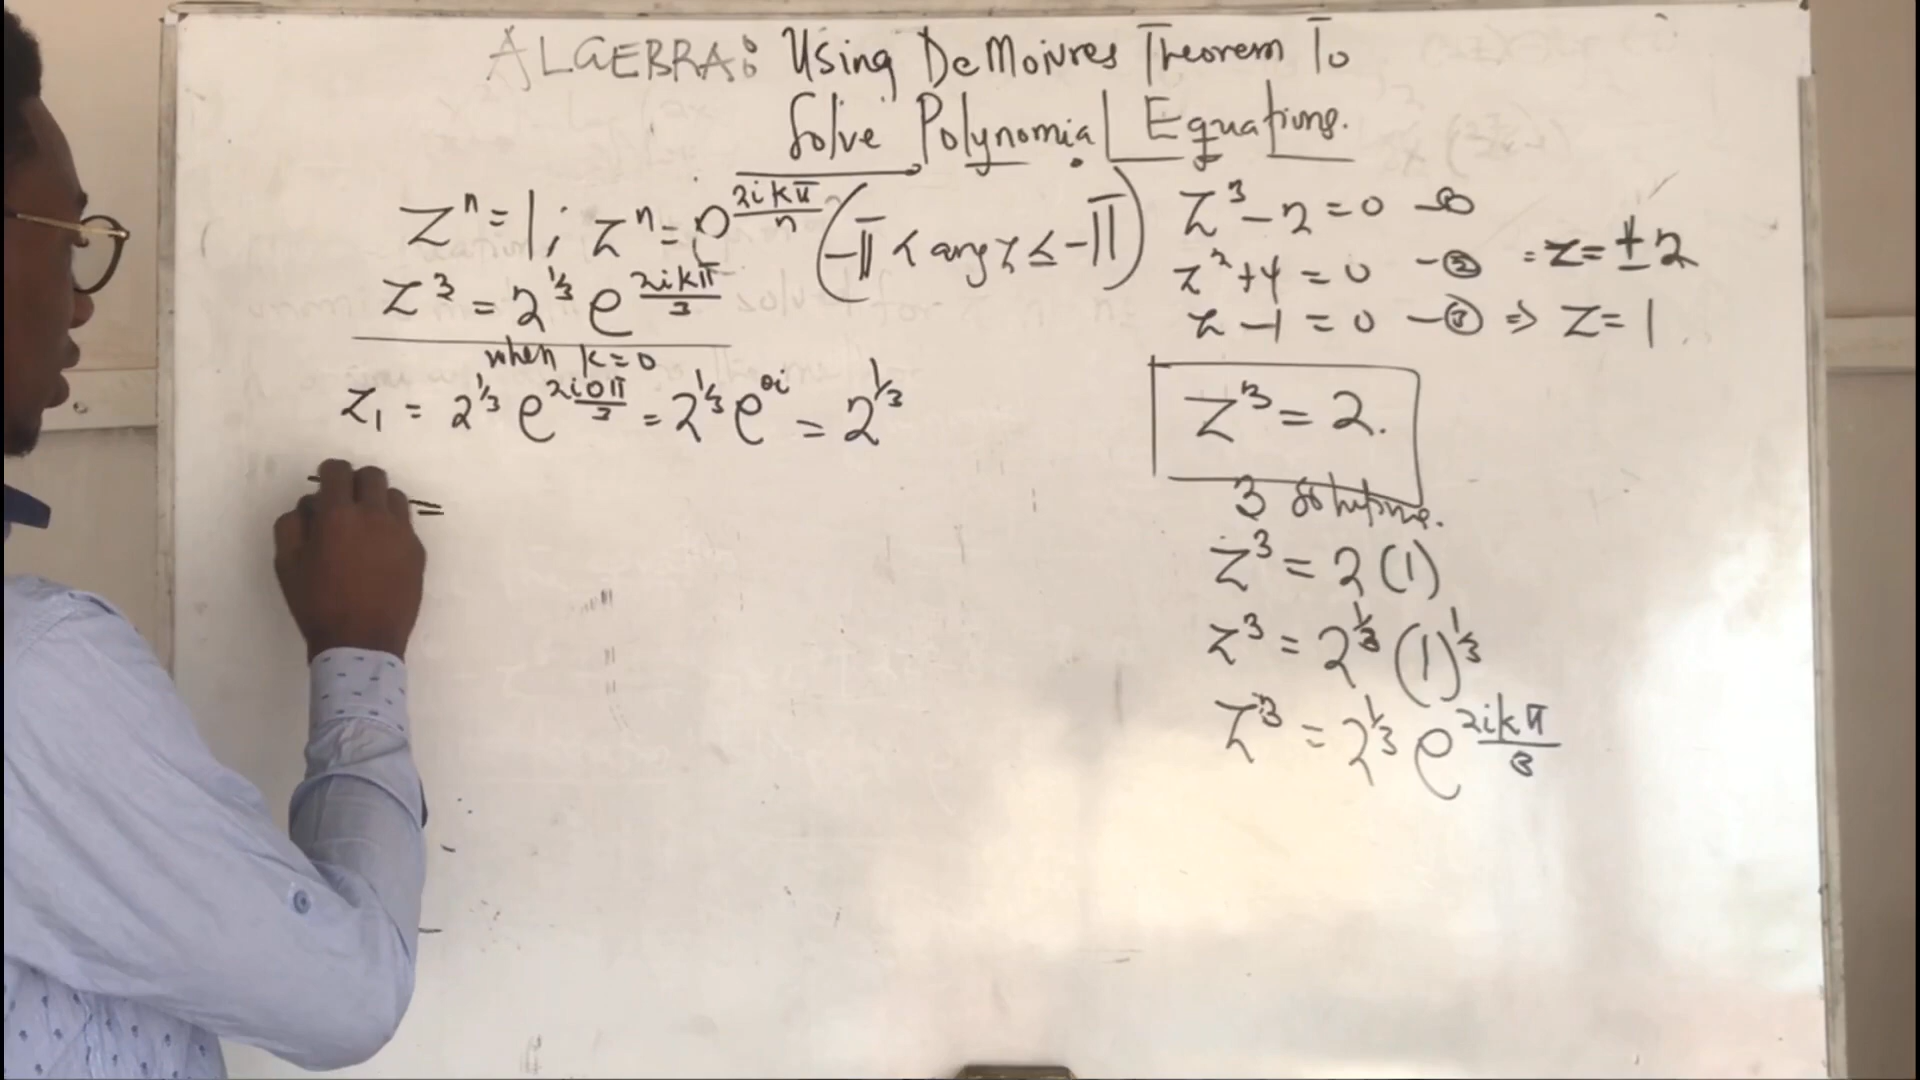 ALGEBRA: Using DeMoivres Theorem To
Solve Polynomial Equations.
Z^n = 1; Z^n = e^(2ikπ/n) (-π < arg z ≤ -π)
Z^3 = 2^(1/3) e^(2ikπ/3)
when k=0
Z_1 = 2^(1/3) e^(2i0π/3) = 2^(1/3) e^(0i) = 2^(1/3)
=
Z^3 - 2 = 0
Z^2 + 4 = 0 -② = Z = ±2
Z - 1 = 0 -③ ⇒ Z = 1
Z^3 = 2.
3 solutions.
Z^3 = 2(1)
Z^3 = 2^(1/3) (1)^(1/3)
Z^3 = 2^(1/3) e^(2ikπ/3)